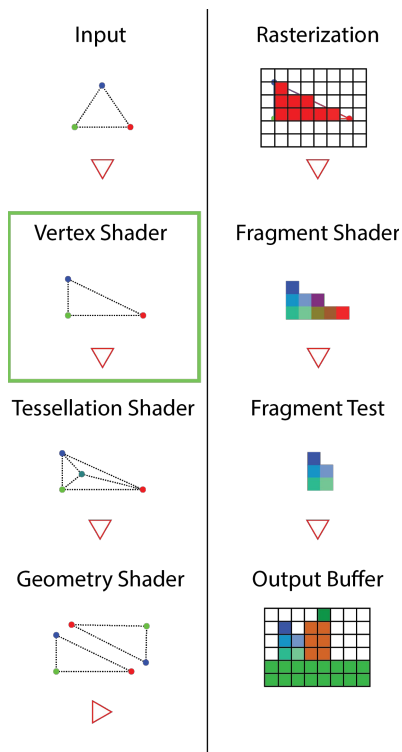 Input
Vertex Shader
Tessellation Shader
Geometry Shader
Rasterization
Fragment Shader
Fragment Test
Output Buffer